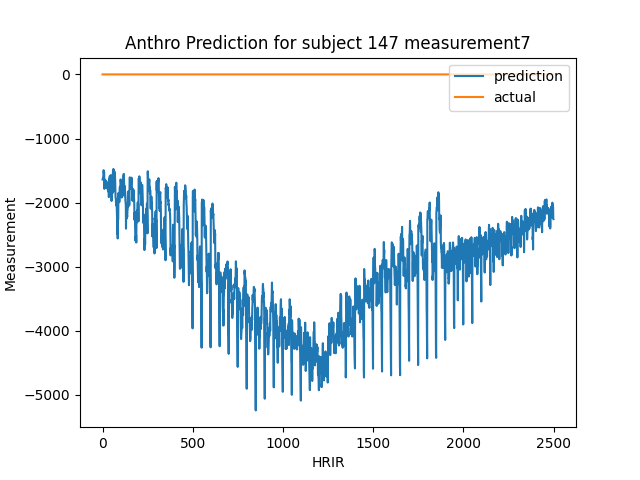 Anthro Prediction for subject 147 measurement7
prediction
actual
0
−1000
−2000
−3000
−4000
−5000
Measurement
0 500 1000 1500 2000 2500
HRIR